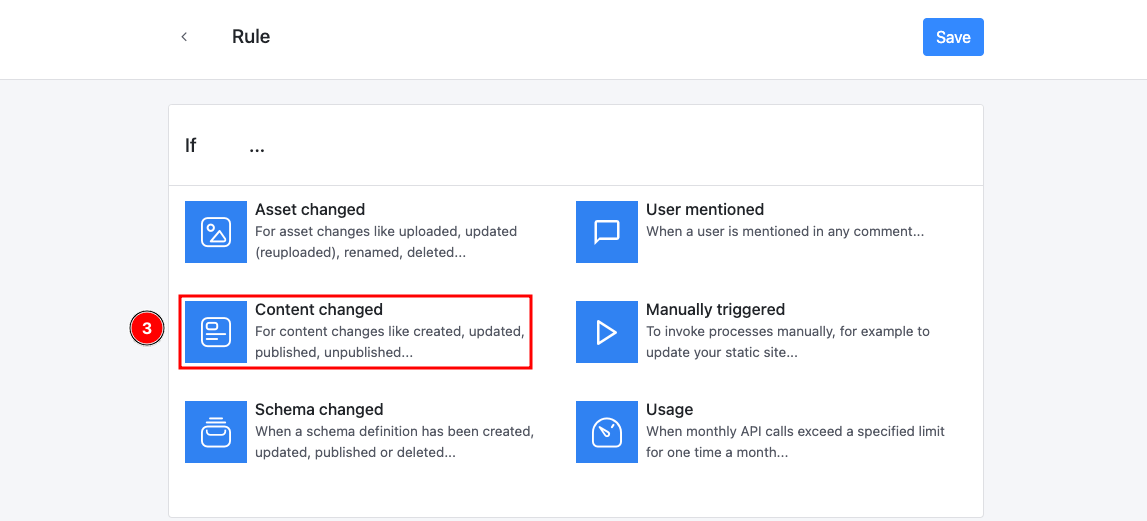 Rule
Save
If ...
Asset changed
For asset changes like uploaded, updated
(reuploaded), renamed, deleted...
User mentioned
When a user is mentioned in any comment...
3
Content changed
For content changes like created, updated,
published, unpublished...
Manually triggered
To invoke processes manually, for example to
update your static site...
Schema changed
When a schema definition has been created,
updated, published or deleted...
Usage
When monthly API calls exceed a specified limit
for one time a month...